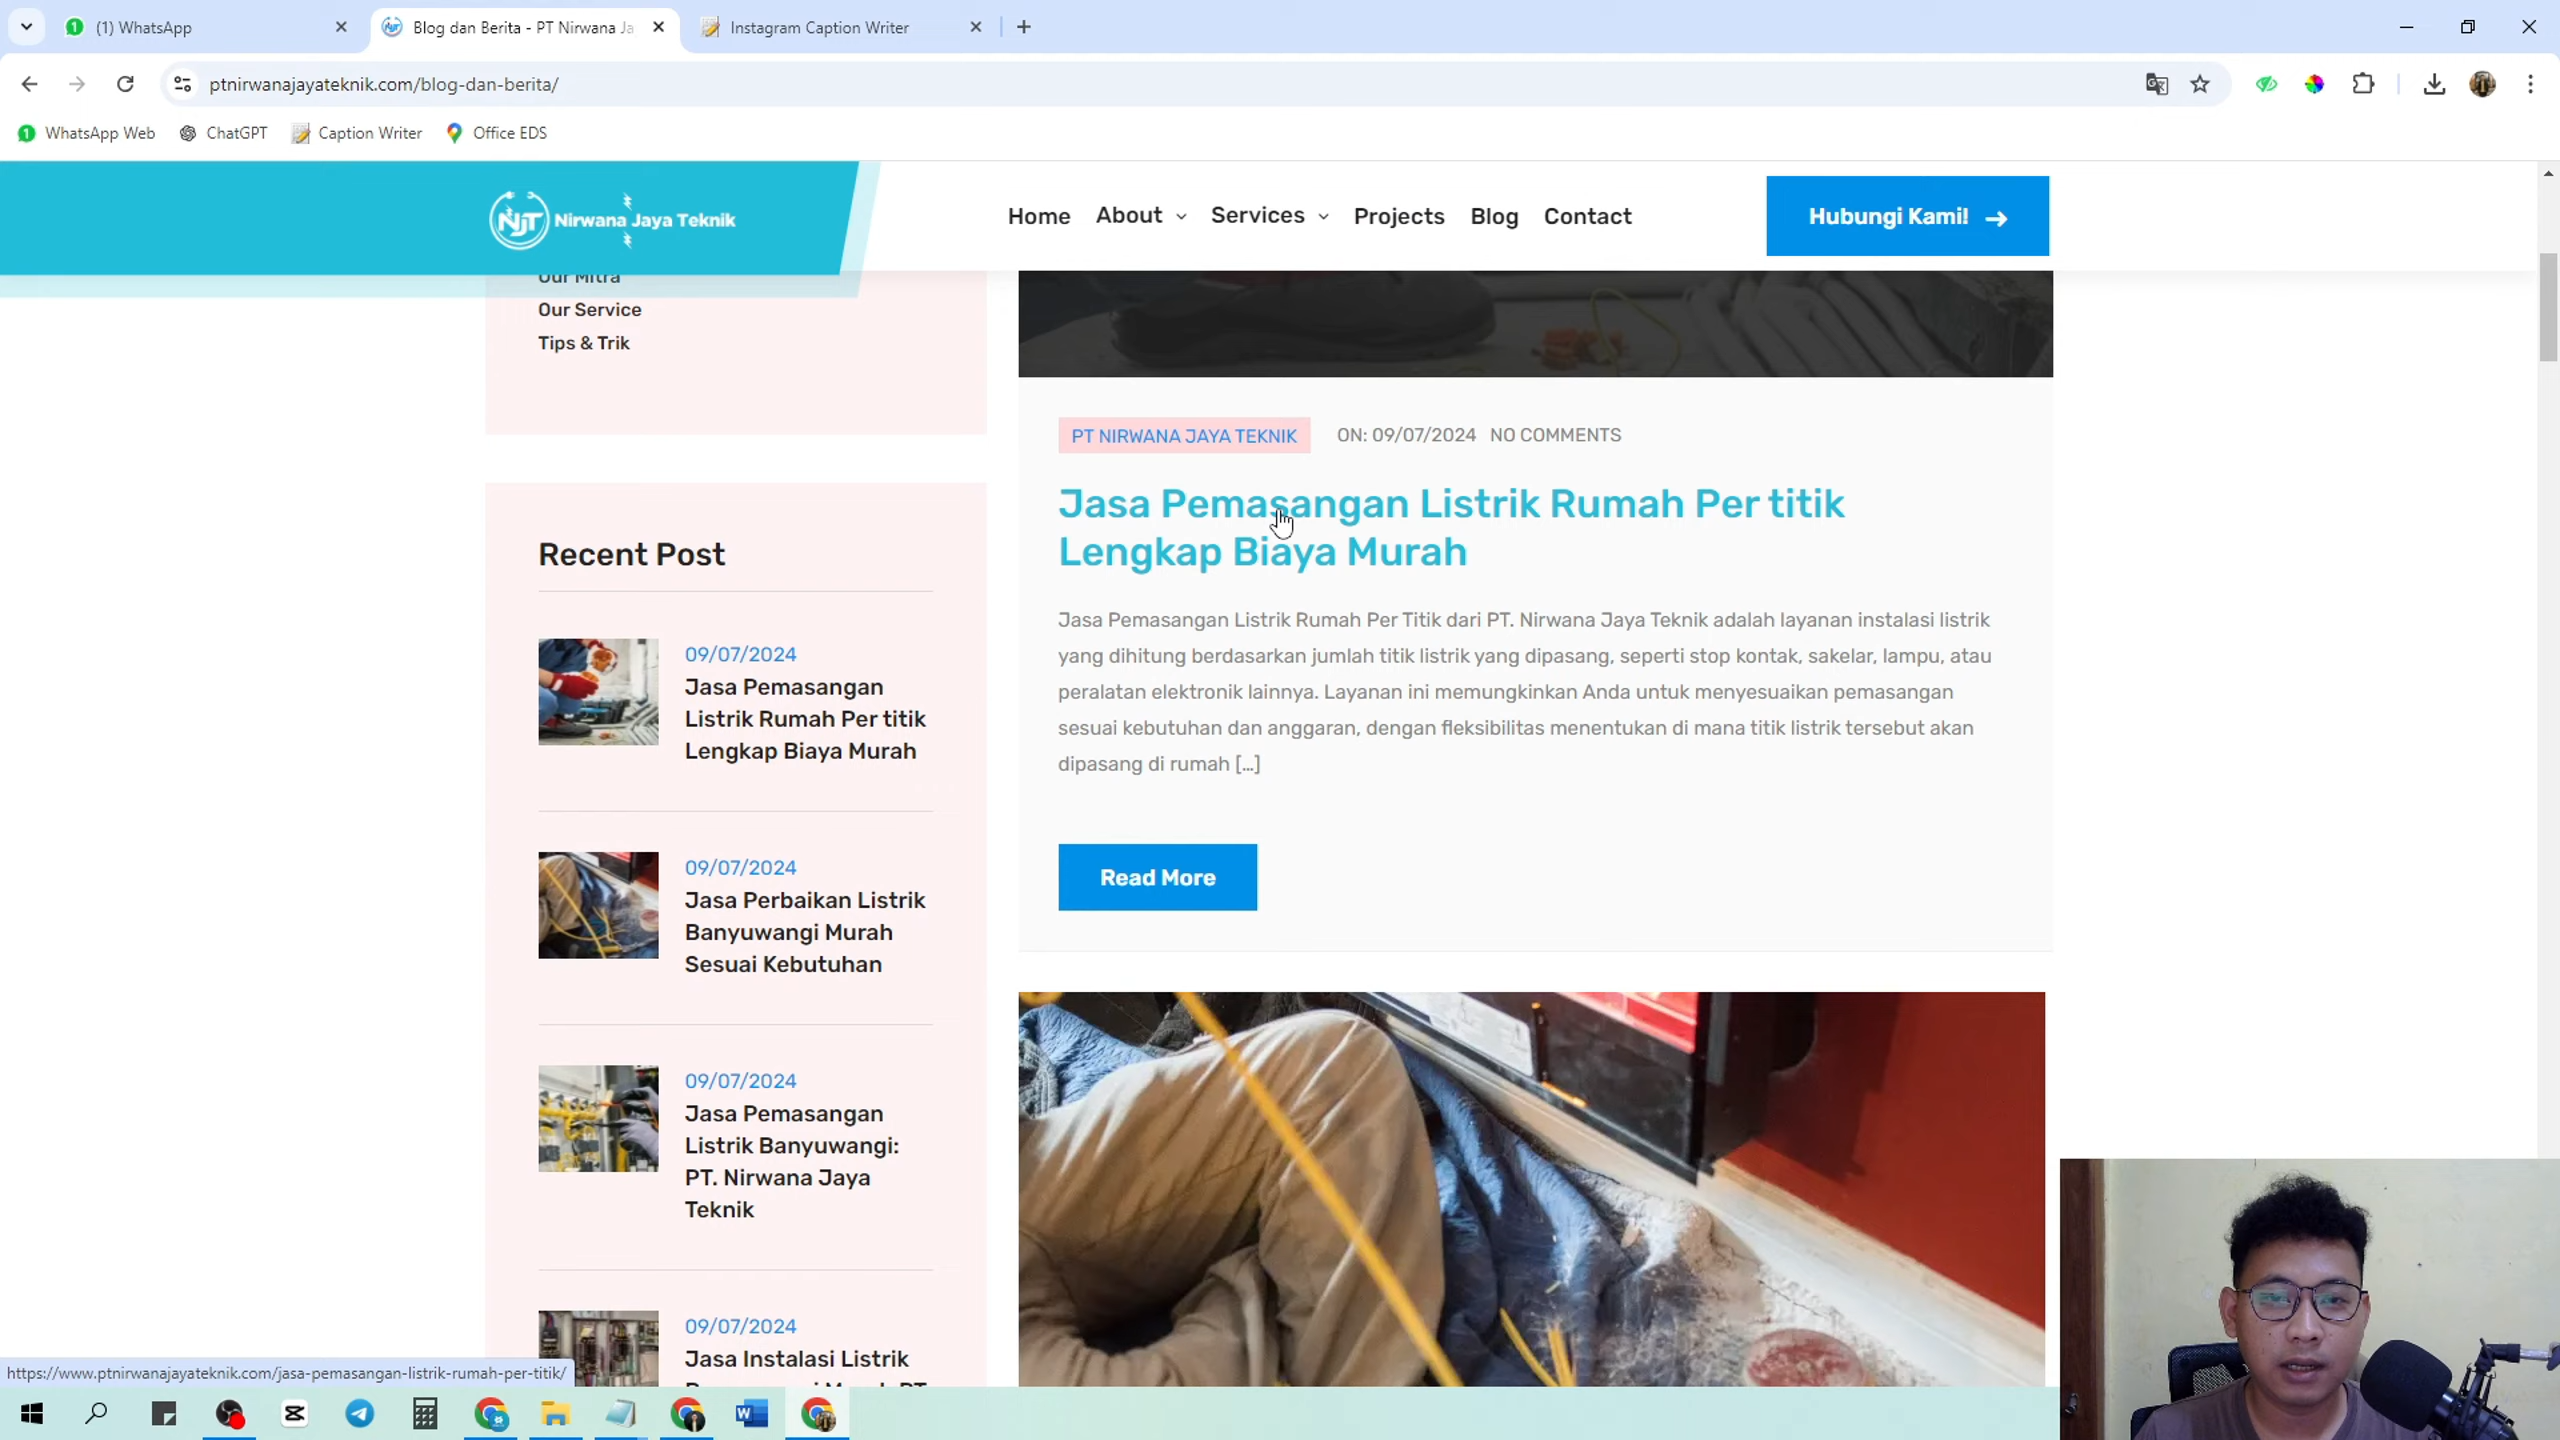 (1) WhatsApp
Blog dan Berita - PT Nirwana Ja
Instagram Caption Writer
ptnirwanajayateknik.com/blog-dan-berita/
WhatsApp Web
ChatGPT
Caption Writer
Office EDS
NJT Nirwana Jaya Teknik
Home
About
Services
Projects
Blog
Contact
Hubungi Kami!
Our Mitra
Our Service
Tips & Trik
Recent Post
09/07/2024
Jasa Pemasangan
Listrik Rumah Per titik
Lengkap Biaya Murah
09/07/2024
Jasa Perbaikan Listrik
Banyuwangi Murah
Sesuai Kebutuhan
09/07/2024
Jasa Pemasangan
Listrik Banyuwangi:
PT. Nirwana Jaya
Teknik
09/07/2024
Jasa Instalasi Listrik
PT NIRWANA JAYA TEKNIK
ON: 09/07/2024 NO COMMENTS
Jasa Pemasangan Listrik Rumah Per titik
Lengkap Biaya Murah
Jasa Pemasangan Listrik Rumah Per Titik dari PT. Nirwana Jaya Teknik adalah layanan instalasi listrik
yang dihitung berdasarkan jumlah titik listrik yang dipasang, seperti stop kontak, sakelar, lampu, atau
peralatan elektronik lainnya. Layanan ini memungkinkan Anda untuk menyesuaikan pemasangan
sesuai kebutuhan dan anggaran, dengan fleksibilitas menentukan di mana titik listrik tersebut akan
dipasang di rumah [...]
Read More
https://www.ptnirwanajayateknik.com/jasa-pemasangan-listrik-rumah-per-titik/